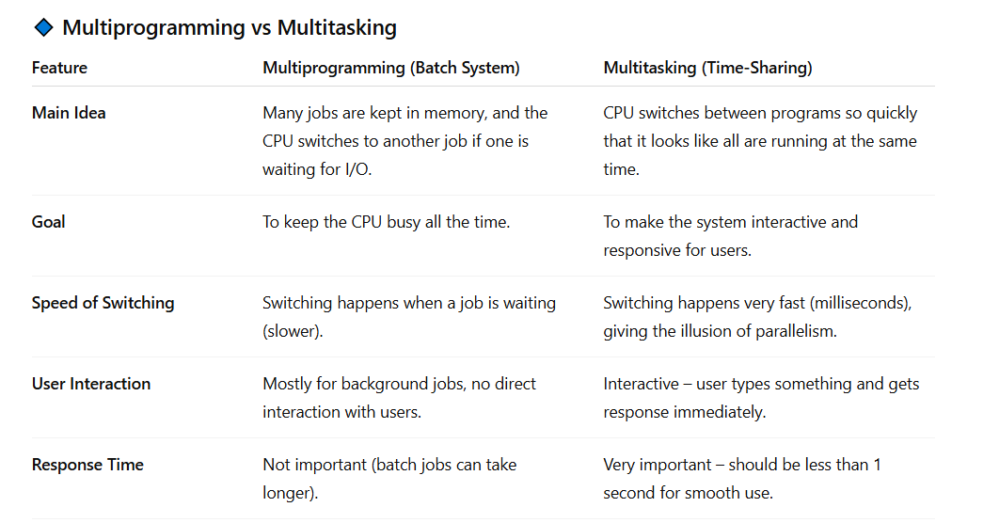 Multiprogramming vs Multitasking
Feature
Multiprogramming (Batch System)
Multitasking (Time-Sharing)
Main Idea
Many jobs are kept in memory, and the
CPU switches to another job if one is
waiting for I/O.
CPU switches between programs so quickly
that it looks like all are running at the same
time.
Goal
To keep the CPU busy all the time.
To make the system interactive and
responsive for users.
Speed of Switching
Switching happens when a job is waiting
(slower).
Switching happens very fast (milliseconds),
giving the illusion of parallelism.
User Interaction
Mostly for background jobs, no direct
interaction with users.
Interactive – user types something and gets
response immediately.
Response Time
Not important (batch jobs can take
longer).
Very important – should be less than 1
second for smooth use.